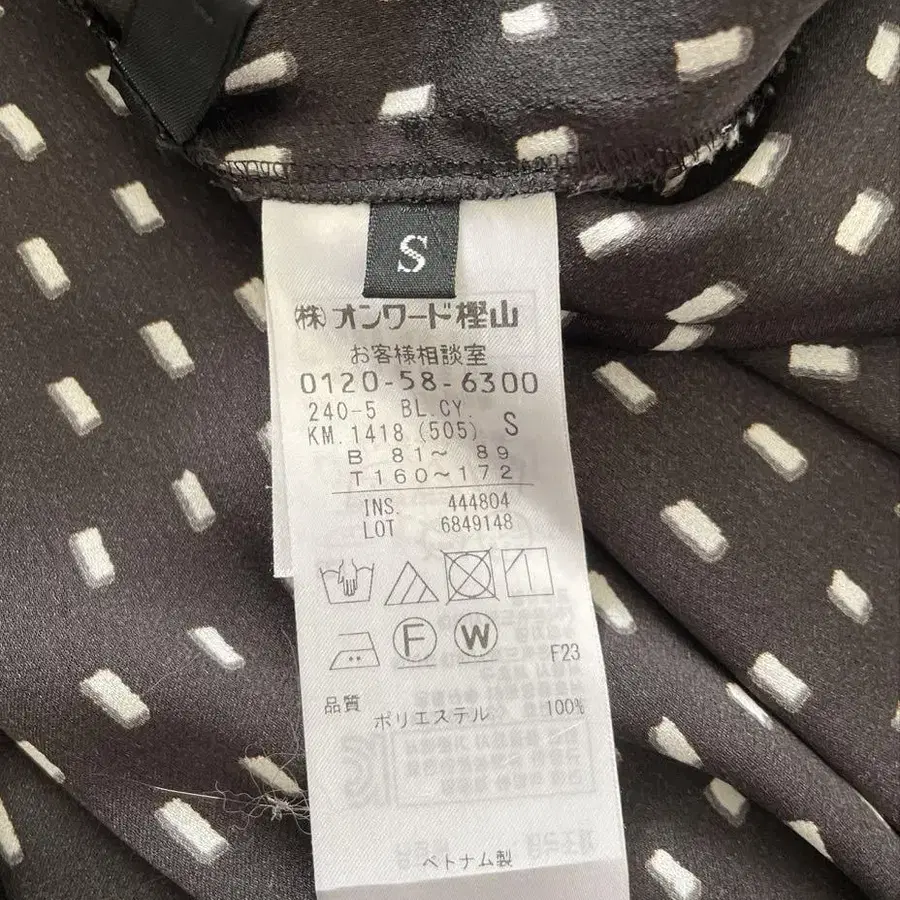 S
(株)オンワード樫山
お客様相談室
0120-58-6300
240-5 BL.CY.
KM.1418 (505) S
B 81～ 89
T160～172
INS. 444804
LOT 6849148
F
W
F23
品質
ポリエステル 100%
ベトナム製